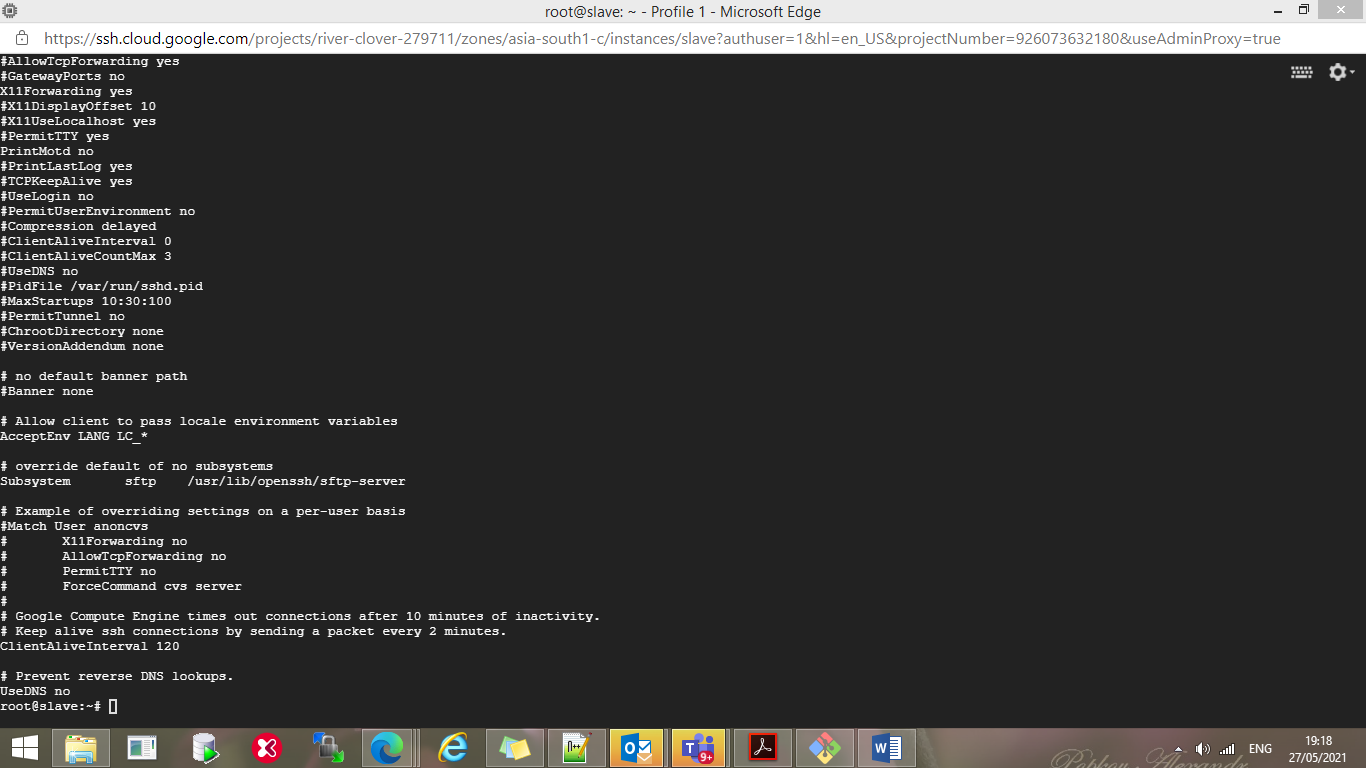 root@slave: ~ - Profile 1 - Microsoft Edge
https://ssh.cloud.google.com/projects/river-clover-279711/zones/asia-south1-c/instances/slave?authuser=1&hl=en_US&projectNumber=926073632180&useAdminProxy=true
#AllowTcpForwarding yes
#GatewayPorts no
X11Forwarding yes
#X11DisplayOffset 10
#X11UseLocalhost yes
#PermitTTY yes
PrintMotd no
#PrintLastLog yes
#TCPKeepAlive yes
#UseLogin no
#PermitUserEnvironment no
#Compression delayed
#ClientAliveInterval 0
#ClientAliveCountMax 3
#UseDNS no
#PidFile /var/run/sshd.pid
#MaxStartups 10:30:100
#PermitTunnel no
#ChrootDirectory none
#VersionAddendum none
# no default banner path
#Banner none
# Allow client to pass locale environment variables
AcceptEnv LANG LC_*
# override default of no subsystems
Subsystem       sftp    /usr/lib/openssh/sftp-server
# Example of overriding settings on a per-user basis
#Match User anoncvs
#       X11Forwarding no
#       AllowTcpForwarding no
#       PermitTTY no
#       ForceCommand cvs server
#
# Google Compute Engine times out connections after 10 minutes of inactivity.
# Keep alive ssh connections by sending a packet every 2 minutes.
ClientAliveInterval 120
# Prevent reverse DNS lookups.
UseDNS no
root@slave:~#
9+
ENG
19:18
27/05/2021